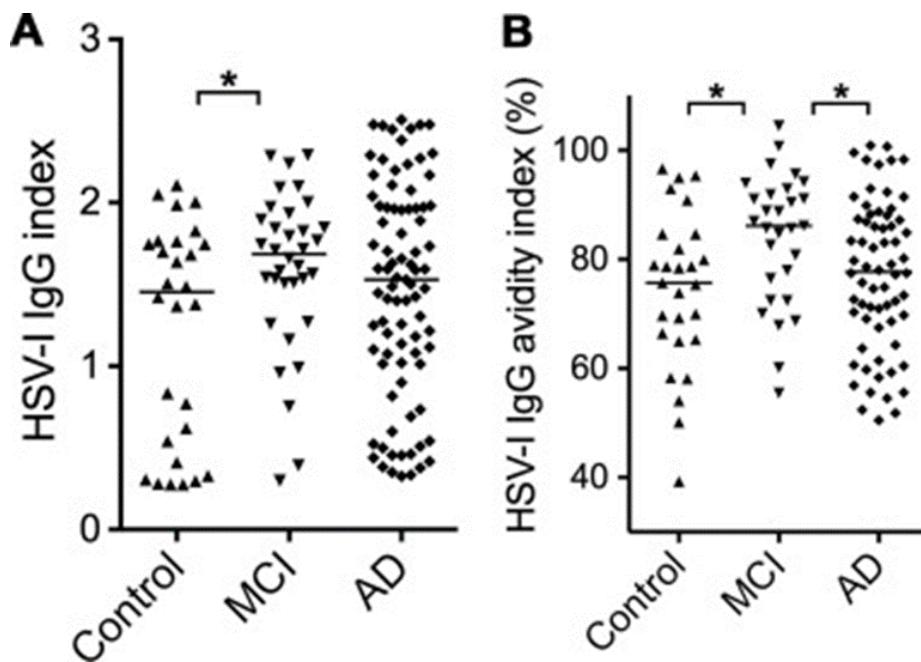 A
HSV-I IgG index
3
2
1
0
*
Control
MCI
AD
B
HSV-I IgG avidity index (%)
100
80
60
40
*
*
Control
MCI
AD